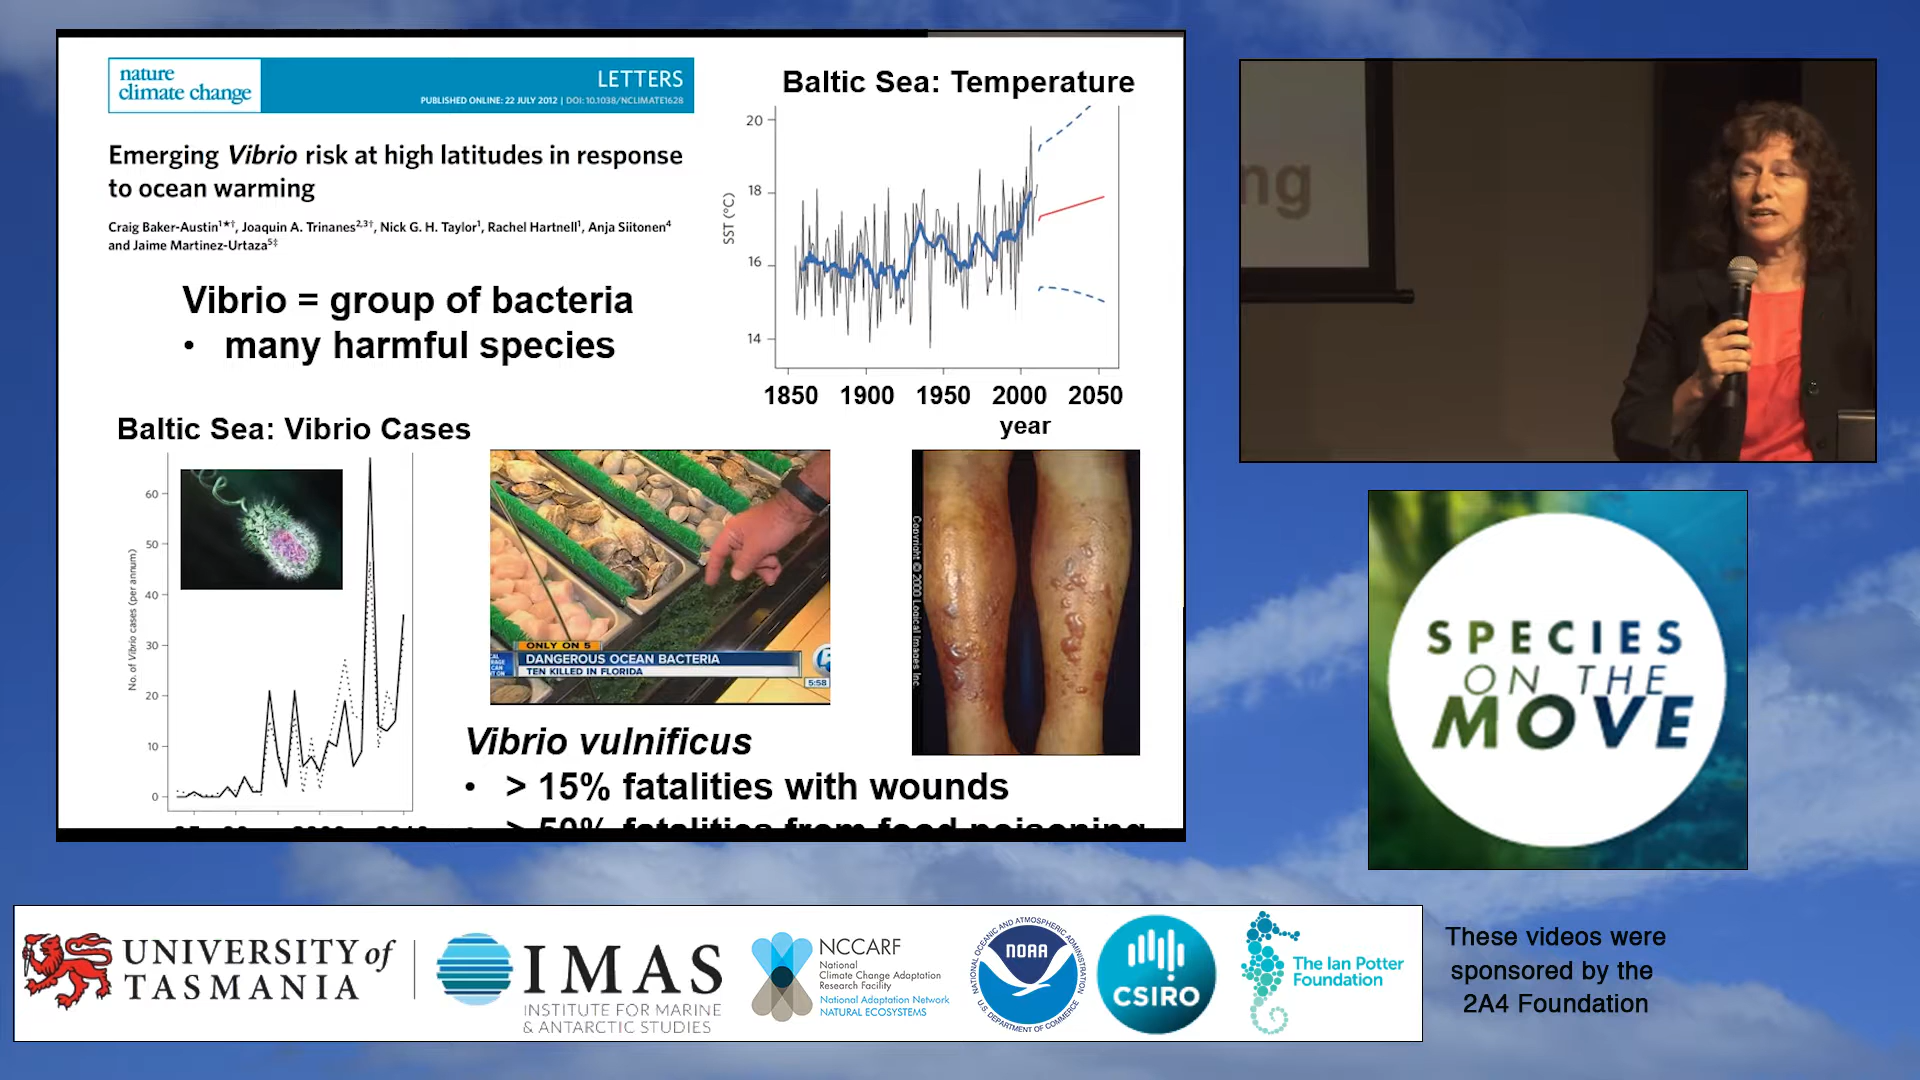 nature
climate change
LETTERS
PUBLISHED ONLINE: 22 JULY 2012 | DOI: 10.1038/NCLIMATE1628
Emerging Vibrio risk at high latitudes in response
to ocean warming
Craig Baker-Austin1*†, Joaquin A. Trinanes2,3†, Nick G. H. Taylor1, Rachel Hartnell1, Anja Siitonen4
and Jaime Martinez-Urtaza5‡
Vibrio = group of bacteria
• many harmful species
Baltic Sea: Temperature
20
18
16
14
SST (°C)
1850 1900 1950 2000 2050
year
Baltic Sea: Vibrio Cases
60
50
40
30
20
10
0
No. of Vibrio cases (per annum)
ONLY ON 5
DANGEROUS OCEAN BACTERIA
TEN KILLED IN FLORIDA
5:58
Copyright © 2000 Logical Images Inc
Vibrio vulnificus
• > 15% fatalities with wounds
• > 50% fatalities from food poisoning
ng
SPECIES
ON THE
MOVE
UNIVERSITY of
TASMANIA
IMAS
INSTITUTE FOR MARINE
& ANTARCTIC STUDIES
NCCARF
National
Climate Change Adaptation
Research Facility
National Adaptation Network
NATURAL ECOSYSTEMS
NATIONAL OCEANIC AND ATMOSPHERIC ADMINISTRATION
NOAA
U.S. DEPARTMENT OF COMMERCE
CSIRO
The Ian Potter
Foundation
These videos were
sponsored by the
2A4 Foundation